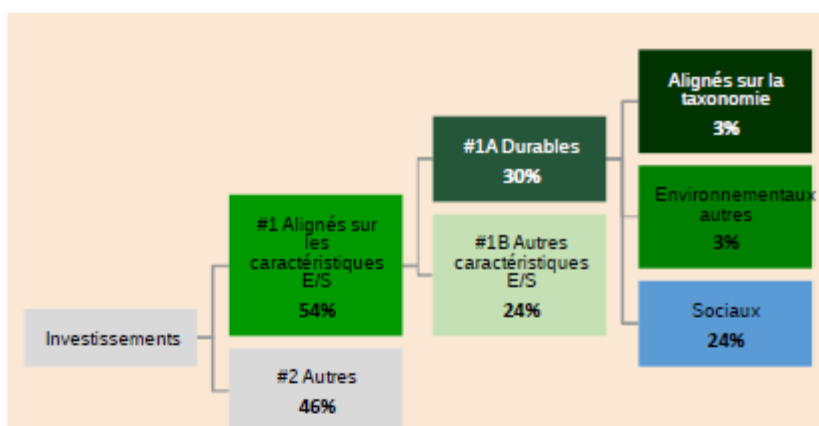 Alignés sur la
taxonomie
3%
#1A Durables
30%
Environnementaux
autres
3%
#1 Alignés sur
les
caractéristiques
E/S
54%
#1B Autres
caractéristiques
E/S
24%
Sociaux
24%
Investissements
#2 Autres
46%